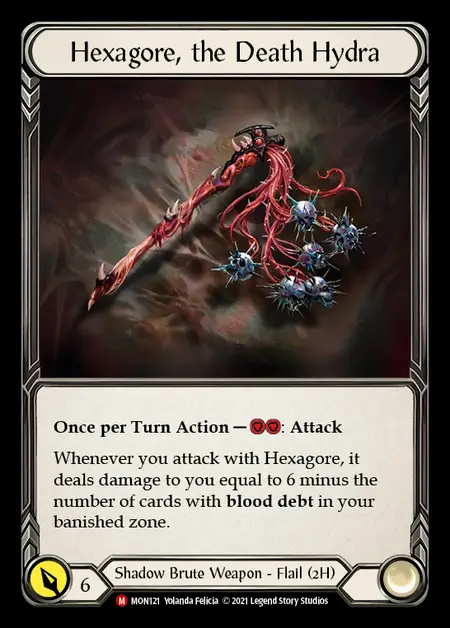 Hexagore, the Death Hydra
Once per Turn Action — : Attack
Whenever you attack with Hexagore, it
deals damage to you equal to 6 minus the
number of cards with blood debt in your
banished zone.
6
Shadow Brute Weapon - Flail (2H)
M MON121 Yolanda Felicia © 2021 Legend Story Studios